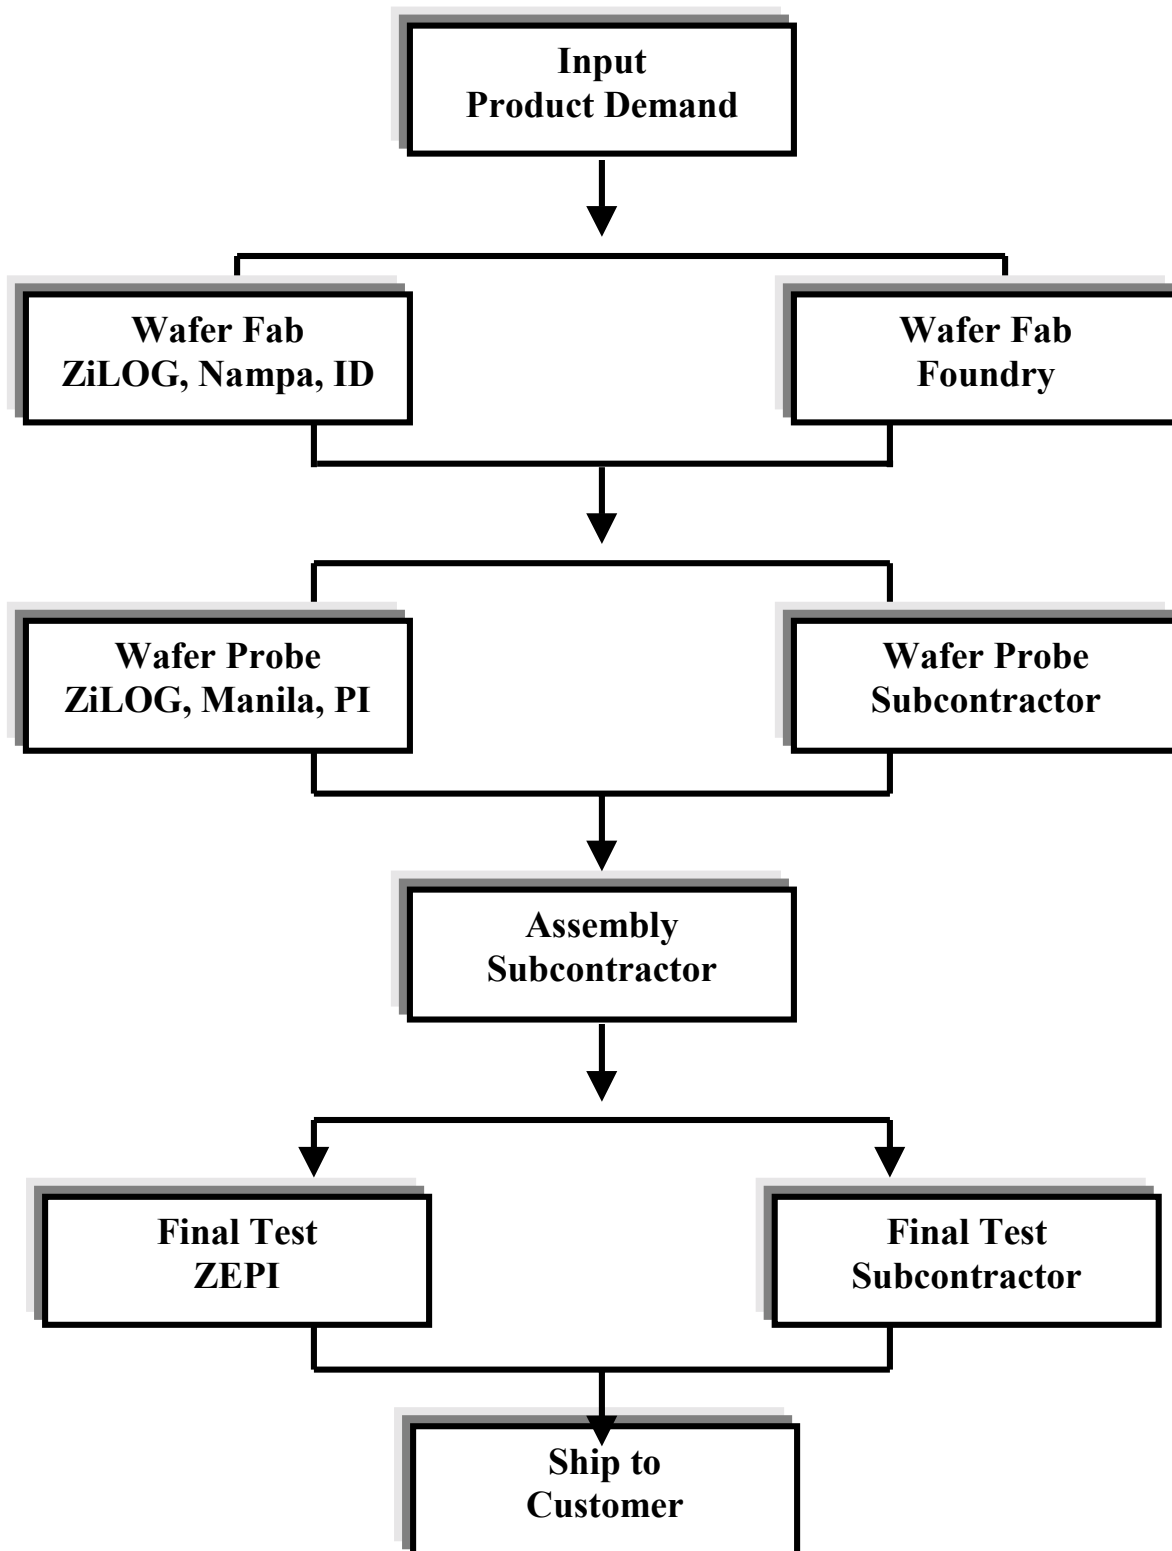 Input
Product Demand
Wafer Fab
ZiLOG, Nampa, ID
Wafer Fab
Foundry
Wafer Probe
ZiLOG, Manila, PI
Wafer Probe
Subcontractor
Assembly
Subcontractor
Final Test
ZEPI
Final Test
Subcontractor
Ship to
Customer